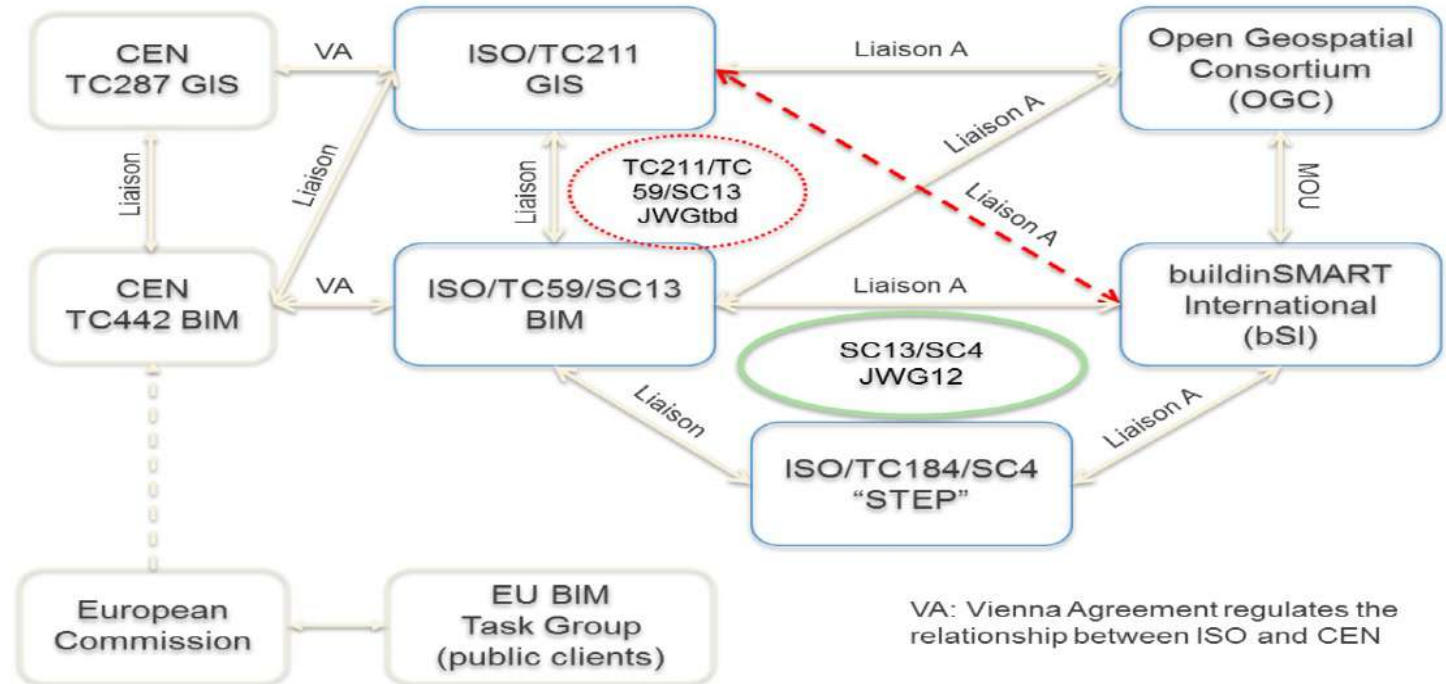 CEN
TC287 GIS
VA
ISO/TC211
GIS
Liaison A
Open Geospatial
Consortium
(OGC)
Liaison
Liaison
Liaison
TC211/TC
59/SC13
JWGtbd
Liaison A
Liaison A
MOU
CEN
TC442 BIM
VA
ISO/TC59/SC13
BIM
Liaison A
buildinSMART
International
(bSI)
SC13/SC4
JWG12
Liaison
Liaison A
ISO/TC184/SC4
“STEP”
European
Commission
EU BIM
Task Group
(public clients)
VA: Vienna Agreement regulates the
relationship between ISO and CEN